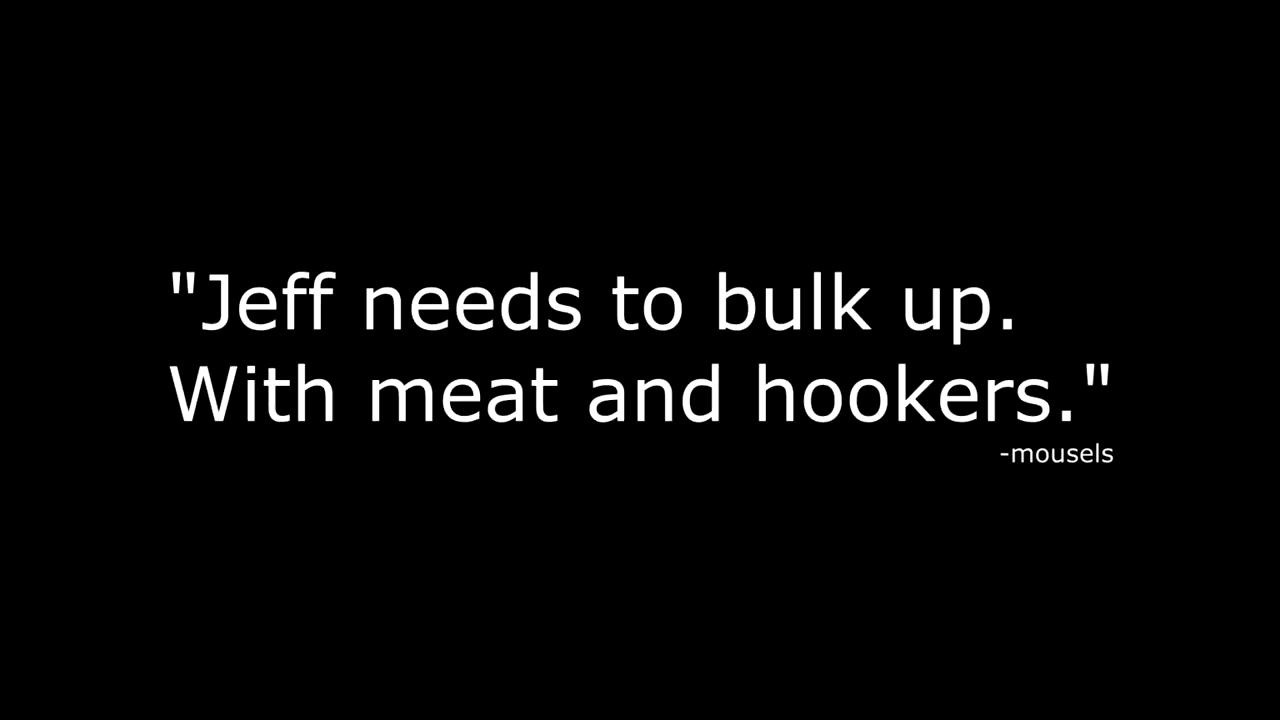 "Jeff needs to bulk up.
With meat and hookers."
-mousels